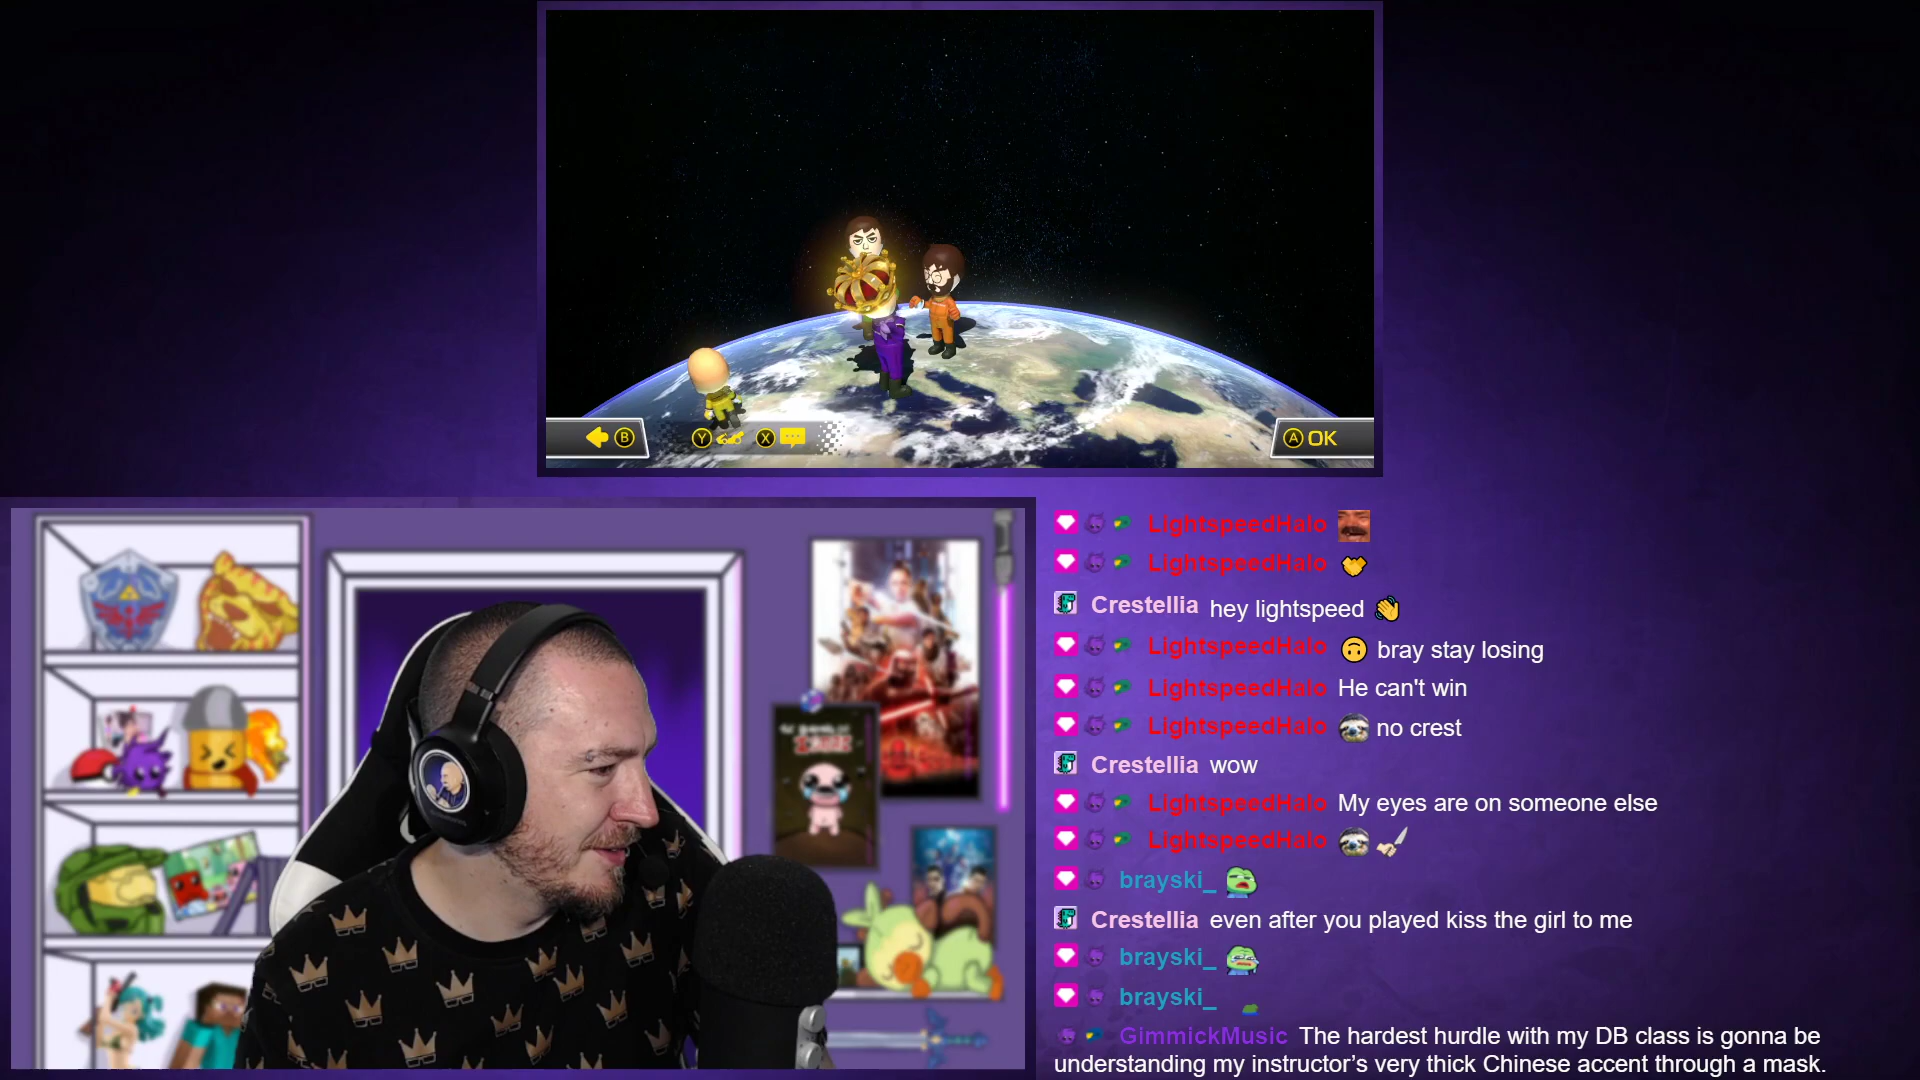 B
Y
X
A OK
LightspeedHalo
LightspeedHalo
Crestellia hey lightspeed
LightspeedHalo bray stay losing
LightspeedHalo He can't win
LightspeedHalo no crest
Crestellia wow
LightspeedHalo My eyes are on someone else
LightspeedHalo
brayski_
Crestellia even after you played kiss the girl to me
brayski_
brayski_
GimmickMusic The hardest hurdle with my DB class is gonna be
understanding my instructor’s very thick Chinese accent through a mask.